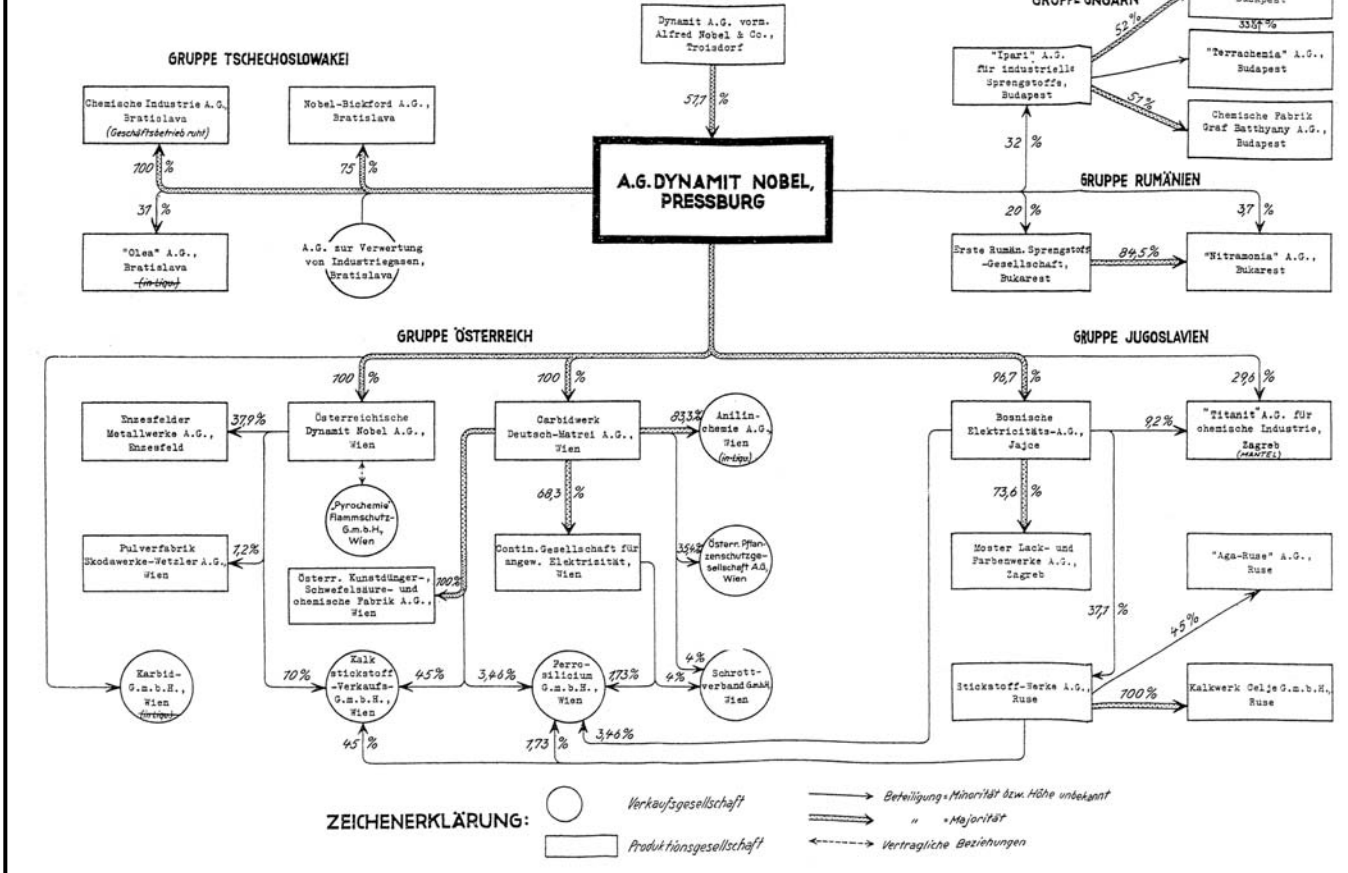 GRUPPE UNGARN
Budapest
52%
33⅓ %
Dynamit A.G. vorm.
Alfred Nobel & Co.,
Troisdorf
57,7 %
"Ipari" A.G.
für industrielle
Sprengstoffe,
Budapest
"Terrachemia" A.G.,
Budapest
51%
Chemische Fabrik
Graf Batthyany A.G.,
Budapest
32 %
GRUPPE TSCHECHOSLOWAKEI
Chemische Industrie A.G.,
Bratislava
(Geschäftsbetrieb ruht)
Nobel-Bickford A.G.,
Bratislava
100 %
75 %
A.G. DYNAMIT NOBEL,
PRESSBURG
31 %
"Olea" A.G.,
Bratislava
(in Liqu.)
A.G. zur Verwertung
von Industriegasen,
Bratislava
GRUPPE RUMÄNIEN
20 %
3,7 %
Erste Rumän. Sprengstoff
-Gesellschaft,
Bukarest
84,5%
"Nitramonia" A.G.,
Bukarest
GRUPPE ÖSTERREICH
100 %
100 %
Enzesfelder
Metallwerke A.G.,
Enzesfeld
37,9%
Österreichische
Dynamit Nobel A.G.,
Wien
Carbidwerk
Deutsch-Matrei A.G.,
Wien
83,3%
Anilin-
chemie A.G.,
Wien
(in Liqu.)
"Pyrochemie"
Flammschutz-
G.m.b.H.,
Wien
68,3 %
Pulverfabrik
Skodawerke-Wetzler A.G.,
Wien
1,2%
Österr. Kunstdünger-,
Schwefelsäure- und
chemische Fabrik A.G.,
Wien
100%
Contin. Gesellschaft für
angew. Elektrizität,
Wien
35,4%
Österr. Pflan-
zenschutzge-
sellschaft A.G.,
Wien
Karbid-
G.m.b.H.,
Wien
(in Liqu.)
10%
Kalk
stickstoff
-Verkaufs-
G.m.b.H.,
Wien
45%
3,46%
Ferro-
silicium
G.m.b.H.,
Wien
1,73%
4%
4%
Schrott-
verband G.m.b.H.,
Wien
45 %
1,73 %
3,46%
GRUPPE JUGOSLAVIEN
96,7 %
29,6 %
Bosnische
Elektricitäts-A.G.,
Jajce
9,2%
"Titanit" A.G. für
chemische Industrie,
Zagreb
(MANTEL)
73,6 %
Moster Lack- und
Farbenwerke A.G.,
Zagreb
"Aga-Ruse" A.G.,
Ruse
37,1 %
45%
Stickstoff-Werke A.G.,
Ruse
100%
Kalkwerk Celje G.m.b.H.,
Ruse
ZEICHENERKLÄRUNG:
Verkaufsgesellschaft
Produktionsgesellschaft
Beteiligung = Minorität bzw. Höhe unbekannt
" = Majorität
Vertragliche Beziehungen